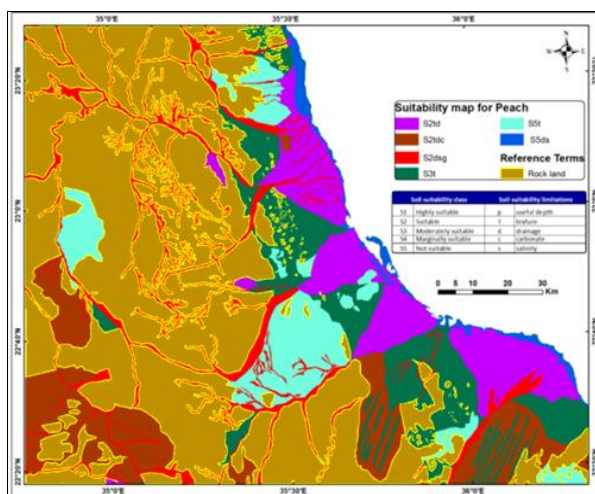 35°0'E 35°30'E 36°0'E
23°20'N
23°0'N
22°40'N
22°20'N
N
W E
S
Suitability map for Peach
S2td S5t
S2tdc S5ds
S2dsg Reference Terms
S3t Rock land
Soil suitability class Soil suitability limitations
S1 Highly suitable p useful depth
S2 Suitable t texture
S3 Moderately suitable d drainage
S4 Marginally suitable c carbonate
S5 Not suitable s salinity
0 5 10 20 30
Km
35°0'E 35°30'E 36°0'E